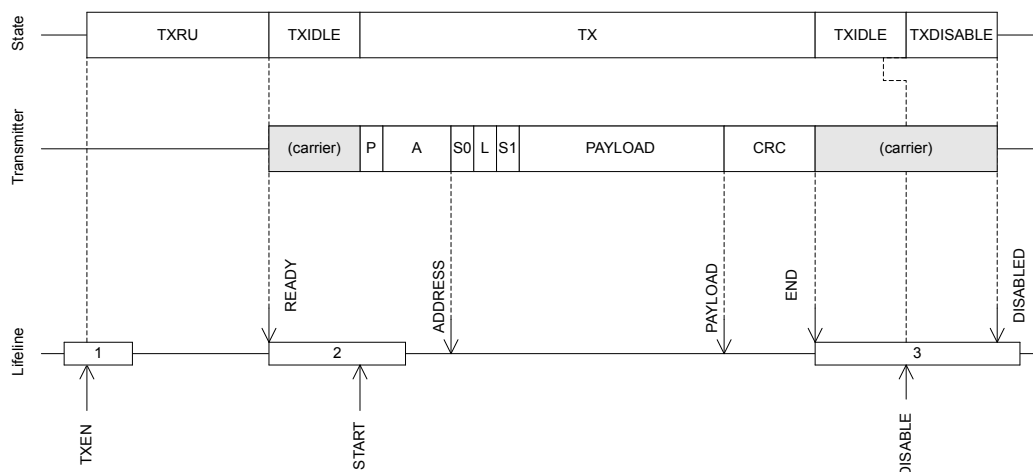 State
TXRU
TXIDLE
TX
TXIDLE
TXDISABLE
Transmitter
(carrier)
P
A
S0
L
S1
PAYLOAD
CRC
(carrier)
READY
ADDRESS
PAYLOAD
END
DISABLED
Lifeline
1
2
3
TXEN
START
DISABLE